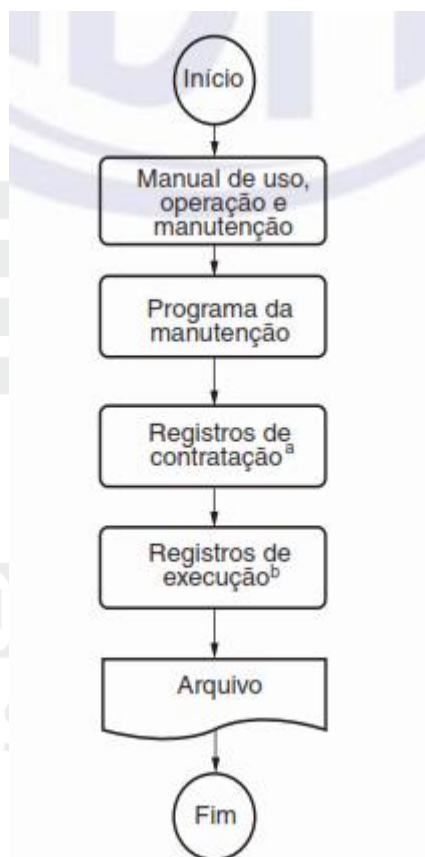 Início
Manual de uso,
operação e
manutenção
Programa da
manutenção
Registros de
contratação a
Registros de
execução b
Arquivo
Fim